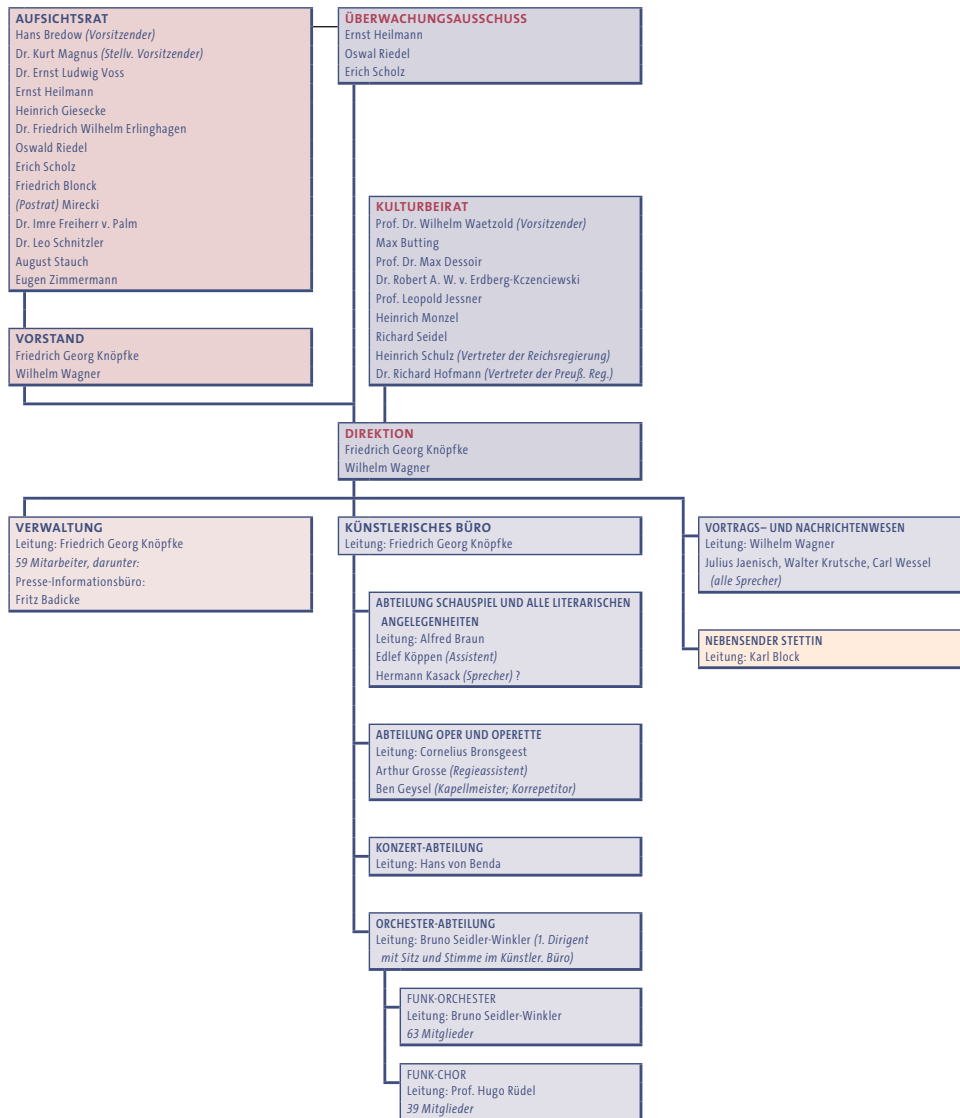 AUFSICHTSRAT
Hans Bredow (Vorsitzender)
Dr. Kurt Magnus (Stellv. Vorsitzender)
Dr. Ernst Ludwig Voss
Ernst Heilmann
Heinrich Giesecke
Dr. Friedrich Wilhelm Erlinghagen
Oswald Riedel
Erich Scholz
Friedrich Blonck
(Postrat) Mirecki
Dr. Imre Freiherr v. Palm
Dr. Leo Schnitzler
August Stauch
Eugen Zimmermann
ÜBERWACHUNGSAUSSCHUSS
Ernst Heilmann
Oswal Riedel
Erich Scholz
KULTURBEIRAT
Prof. Dr. Wilhelm Waetzold (Vorsitzender)
Max Butting
Prof. Dr. Max Dessoir
Dr. Robert A. W. v. Erdberg-Kczenciewski
Prof. Leopold Jessner
Heinrich Monzel
Richard Seidel
Heinrich Schulz (Vertreter der Reichsregierung)
Dr. Richard Hofmann (Vertreter der Preuß. Reg.)
VORSTAND
Friedrich Georg Knöpfke
Wilhelm Wagner
DIREKTION
Friedrich Georg Knöpfke
Wilhelm Wagner
VERWALTUNG
Leitung: Friedrich Georg Knöpfke
59 Mitarbeiter, darunter:
Presse-Informationsbüro:
Fritz Badicke
KÜNSTLERISCHES BÜRO
Leitung: Friedrich Georg Knöpfke
VORTRAGS– UND NACHRICHTENWESEN
Leitung: Wilhelm Wagner
Julius Jaenisch, Walter Krutsche, Carl Wessel
(alle Sprecher)
NEBENSENDER STETTIN
Leitung: Karl Block
ABTEILUNG SCHAUSPIEL UND ALLE LITERARISCHEN
ANGELEGENHEITEN
Leitung: Alfred Braun
Edlef Köppen (Assistent)
Hermann Kasack (Sprecher) ?
ABTEILUNG OPER UND OPERETTE
Leitung: Cornelius Bronsgeest
Arthur Grosse (Regieassistent)
Ben Geysel (Kapellmeister; Korrepetitor)
KONZERT-ABTEILUNG
Leitung: Hans von Benda
ORCHESTER-ABTEILUNG
Leitung: Bruno Seidler-Winkler (1. Dirigent
mit Sitz und Stimme im Künstler. Büro)
FUNK-ORCHESTER
Leitung: Bruno Seidler-Winkler
63 Mitglieder
FUNK-CHOR
Leitung: Prof. Hugo Rüdel
39 Mitglieder